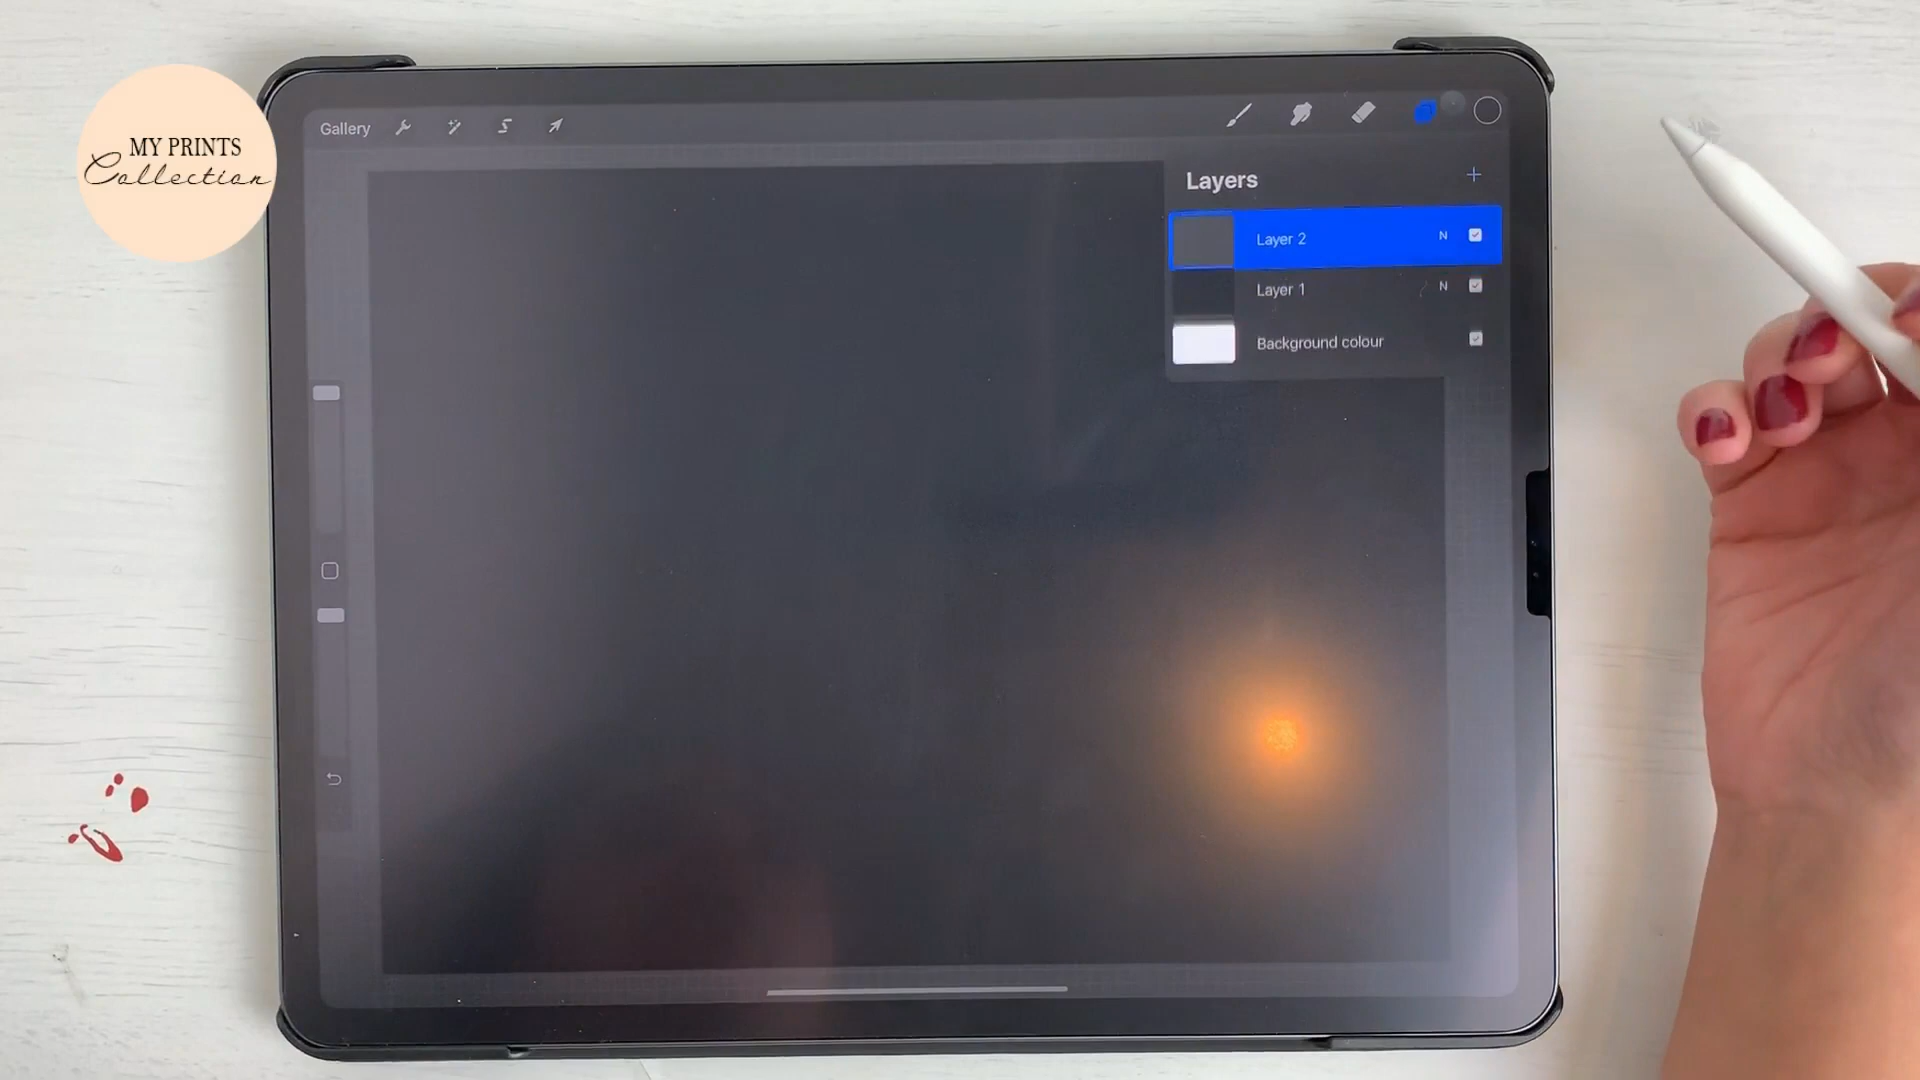 MY PRINTS
Collection
Gallery
Layers
Layer 2 N
Layer 1 N
Background colour